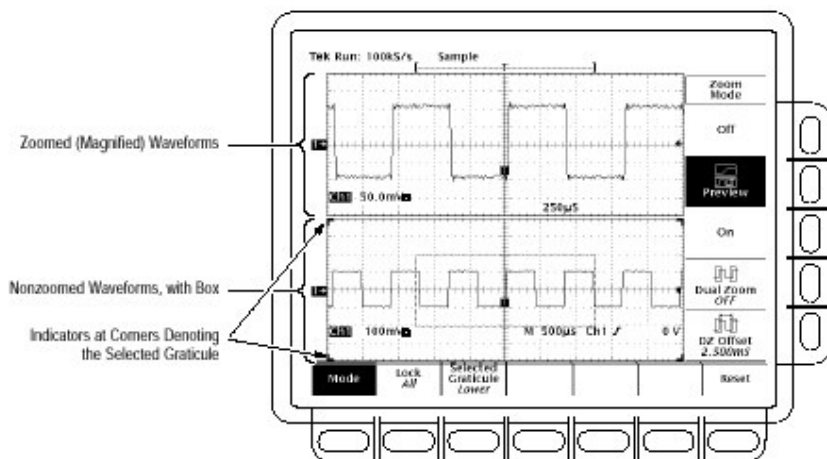 Tek Run: 100kS/s Sample
Zoom Mode
Off
Preview
On
Dual Zoom
OFF
DZ Offset
2.500ms
Zoomed (Magnified) Waveforms
Ch1 50.0mV
250µS
Nonzoomed Waveforms, with Box
Indicators at Corners Denoting
the Selected Graticule
Ch1 100mV M 500µs Ch1 0 V
Mode
Lock
All
Selected
Graticule
Lower
Reset